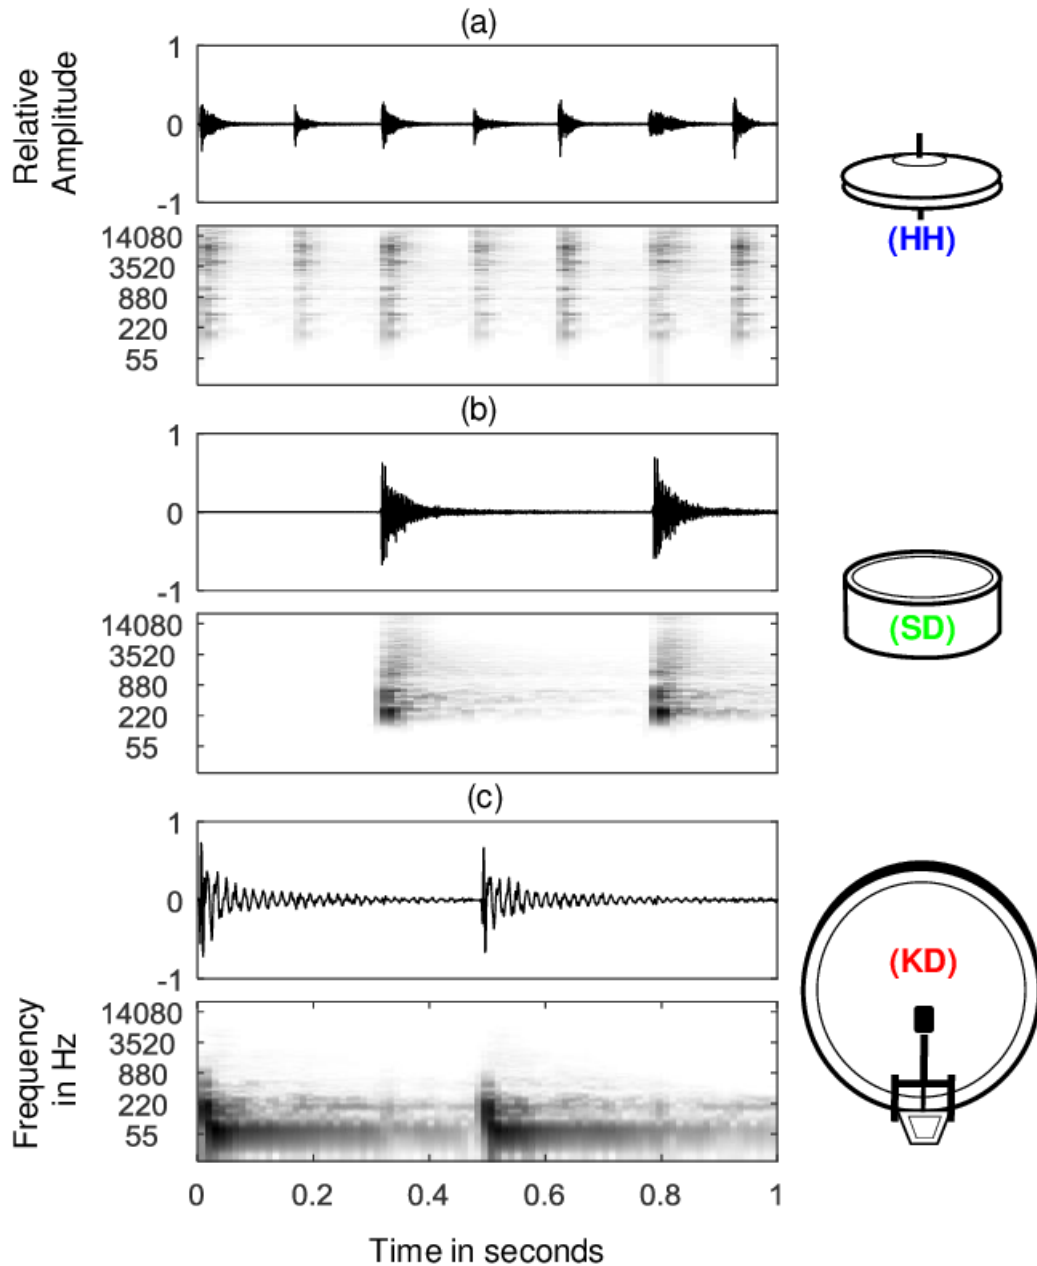 (a)
Relative
Amplitude
1
0
-1
14080
3520
880
220
55
(HH)
(b)
1
0
-1
14080
3520
880
220
55
(SD)
(c)
1
0
-1
Frequency
in Hz
14080
3520
880
220
55
(KD)
0 0.2 0.4 0.6 0.8 1
Time in seconds